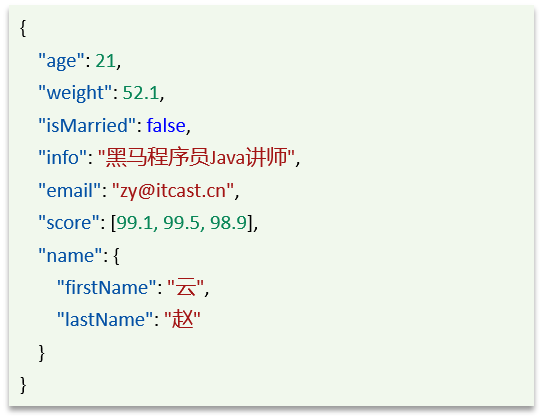 {
"age": 21,
"weight": 52.1,
"isMarried": false,
"info": "黑马程序员Java讲师",
"email": "zy@itcast.cn",
"score": [99.1, 99.5, 98.9],
"name": {
"firstName": "云",
"lastName": "赵"
}
}